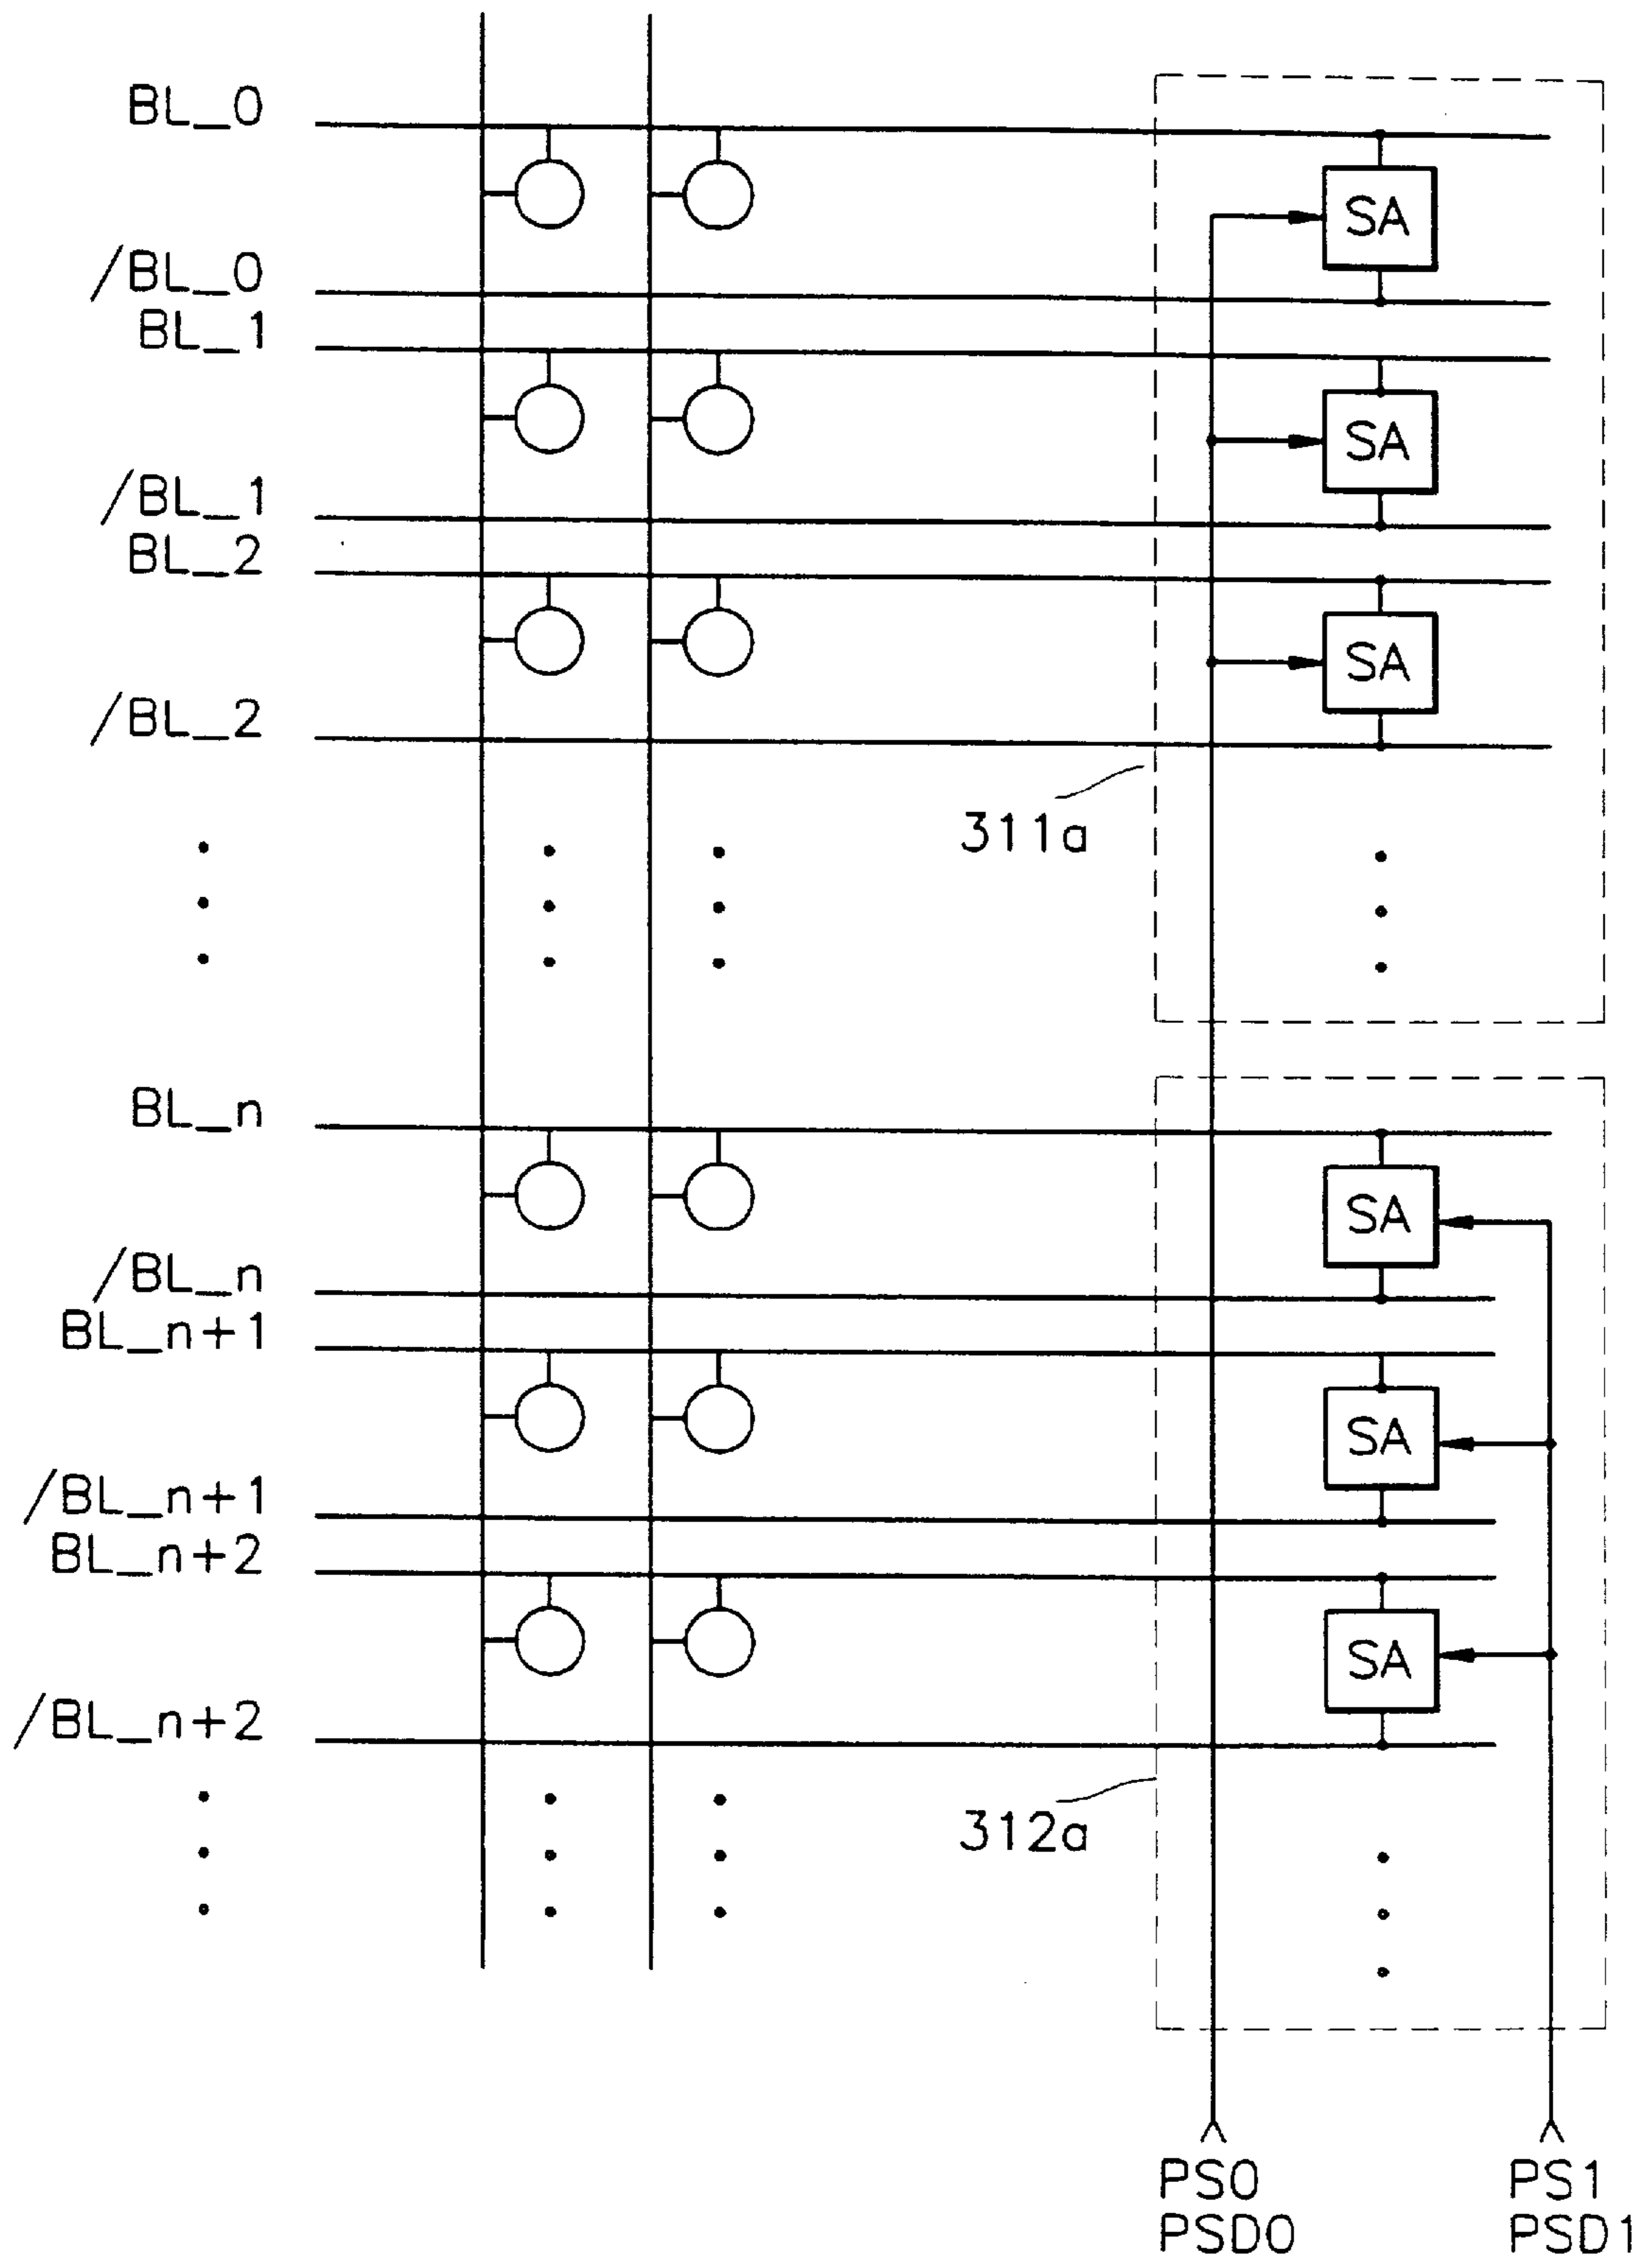 BL_0
SA
/BL_0
BL_1
SA
/BL_1
BL_2
SA
/BL_2
311a
BL_n
SA
/BL_n
BL_n+1
SA
/BL_n+1
BL_n+2
SA
/BL_n+2
312a
PS0 PS1
PSD0 PSD1